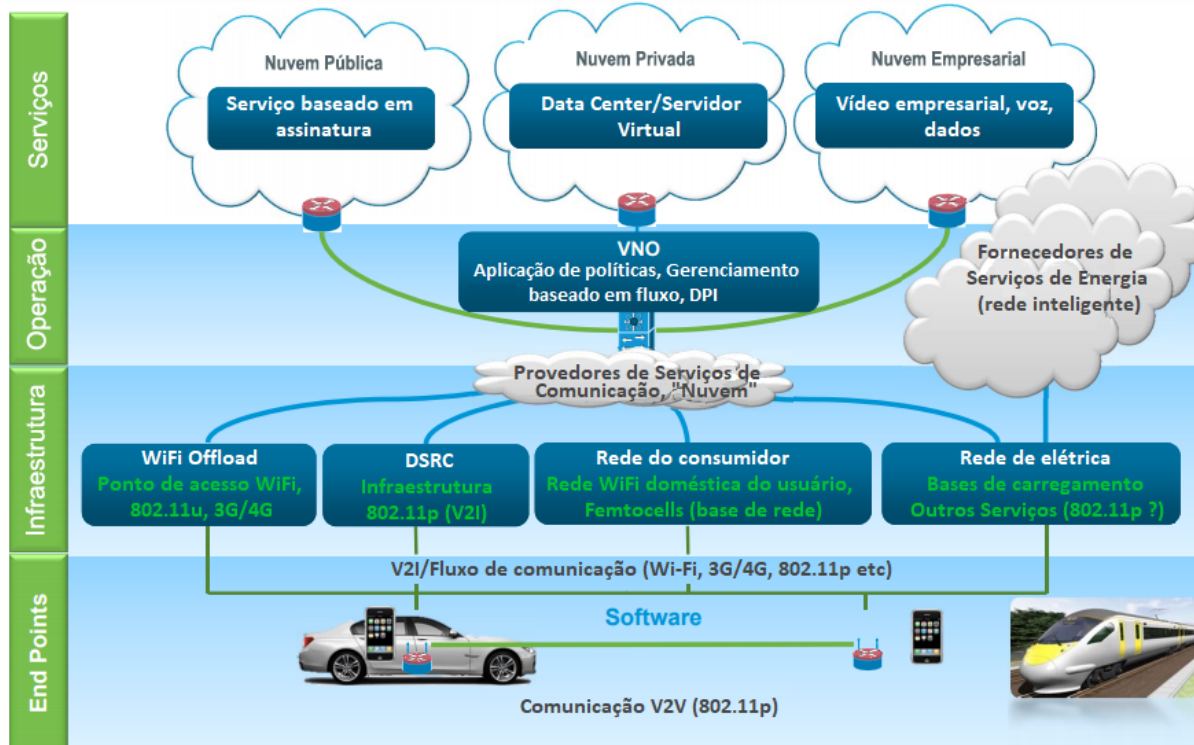 Serviços
Nuvem Pública
Serviço baseado em
assinatura
Nuvem Privada
Data Center/Servidor
Virtual
Nuvem Empresarial
Vídeo empresarial, voz,
dados
Operação
VNO
Aplicação de políticas, Gerenciamento
baseado em fluxo, DPI
Fornecedores de
Serviços de Energia
(rede inteligente)
Infraestrutura
Provedores de Serviços de
Comunicação, "Nuvem"
WiFi Offload
Ponto de acesso WiFi,
802.11u, 3G/4G
DSRC
Infraestrutura
802.11p (V2I)
Rede do consumidor
Rede WiFi doméstica do usuário,
Femtocells (base de rede)
Rede de elétrica
Bases de carregamento
Outros Serviços (802.11p ?)
End Points
V2I/Fluxo de comunicação (Wi-Fi, 3G/4G, 802.11p etc)
Software
Comunicação V2V (802.11p)